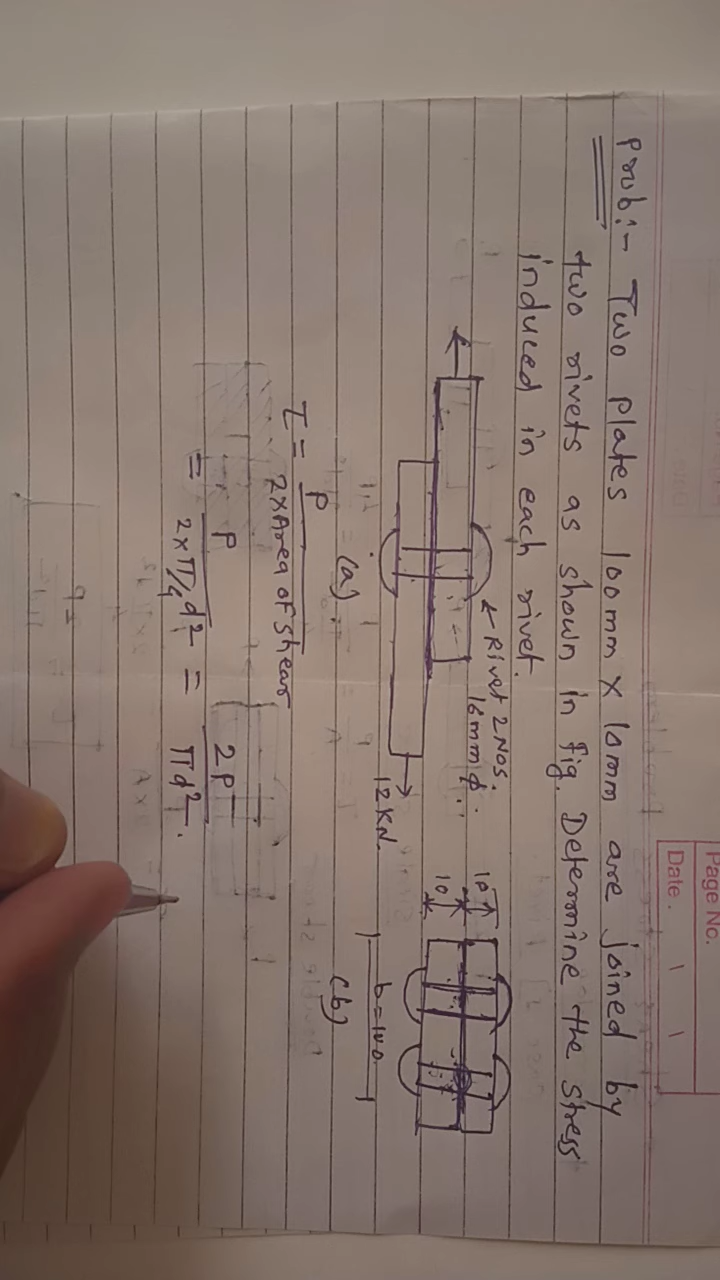 Page No.
Date. / /
Prob:- Two plates 100mm x 10mm are joined by
two rivets as shown in fig. Determine the stress
induced in each rivet.
Rivet 2 Nos.
16mm ϕ.
12KN.
10
10
b=100
(a)
(b)
τ = P / 2×Area of shear
= P / 2×π/4 d² = 2P / πd².